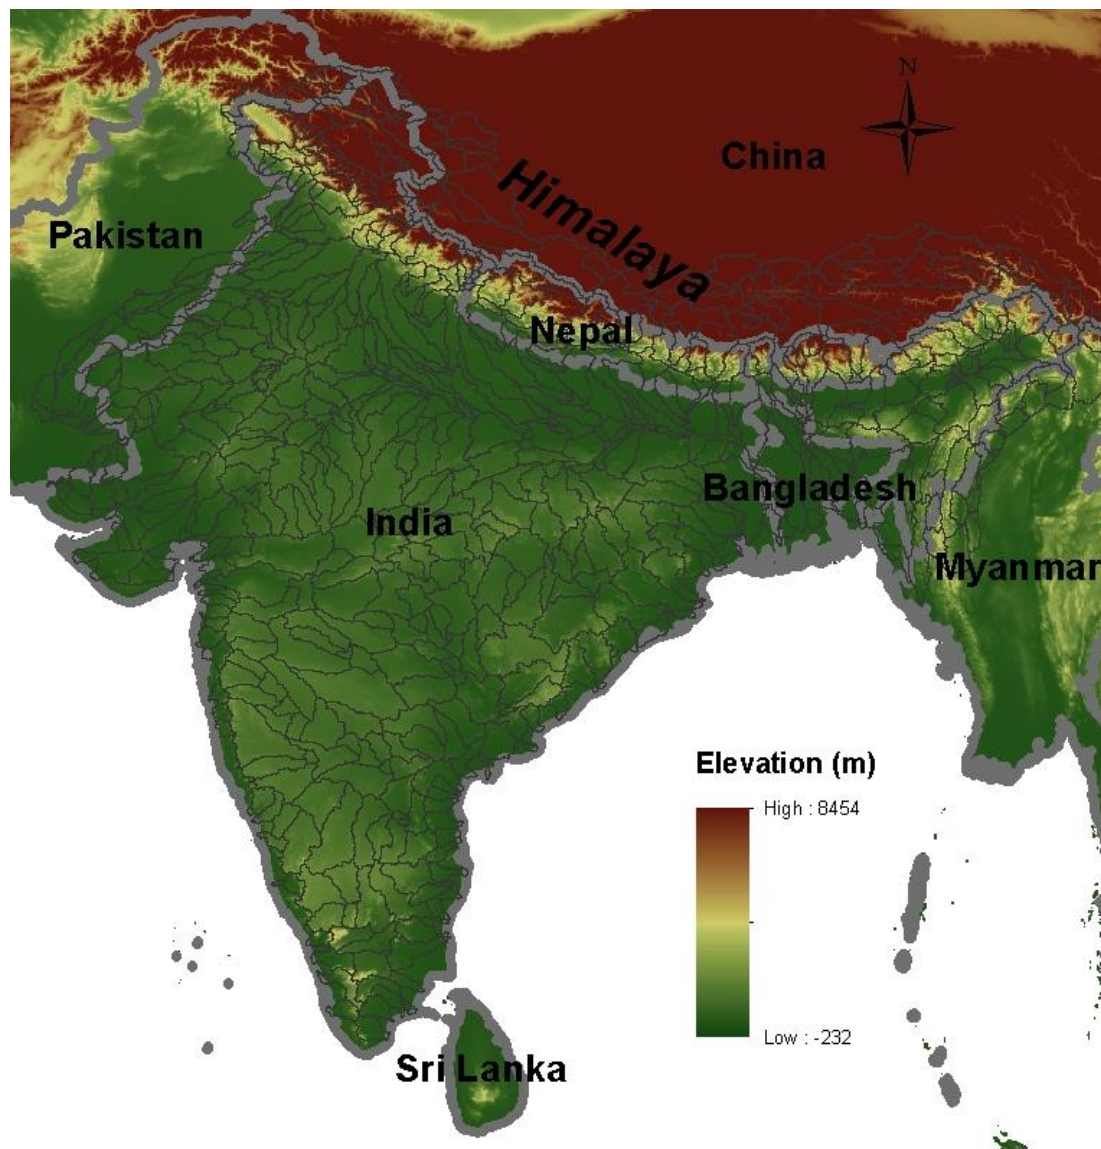 N
China
Himalaya
Pakistan
Nepal
Bangladesh
India
Myanmar
Elevation (m)
High : 8454
Low : -232
Sri Lanka